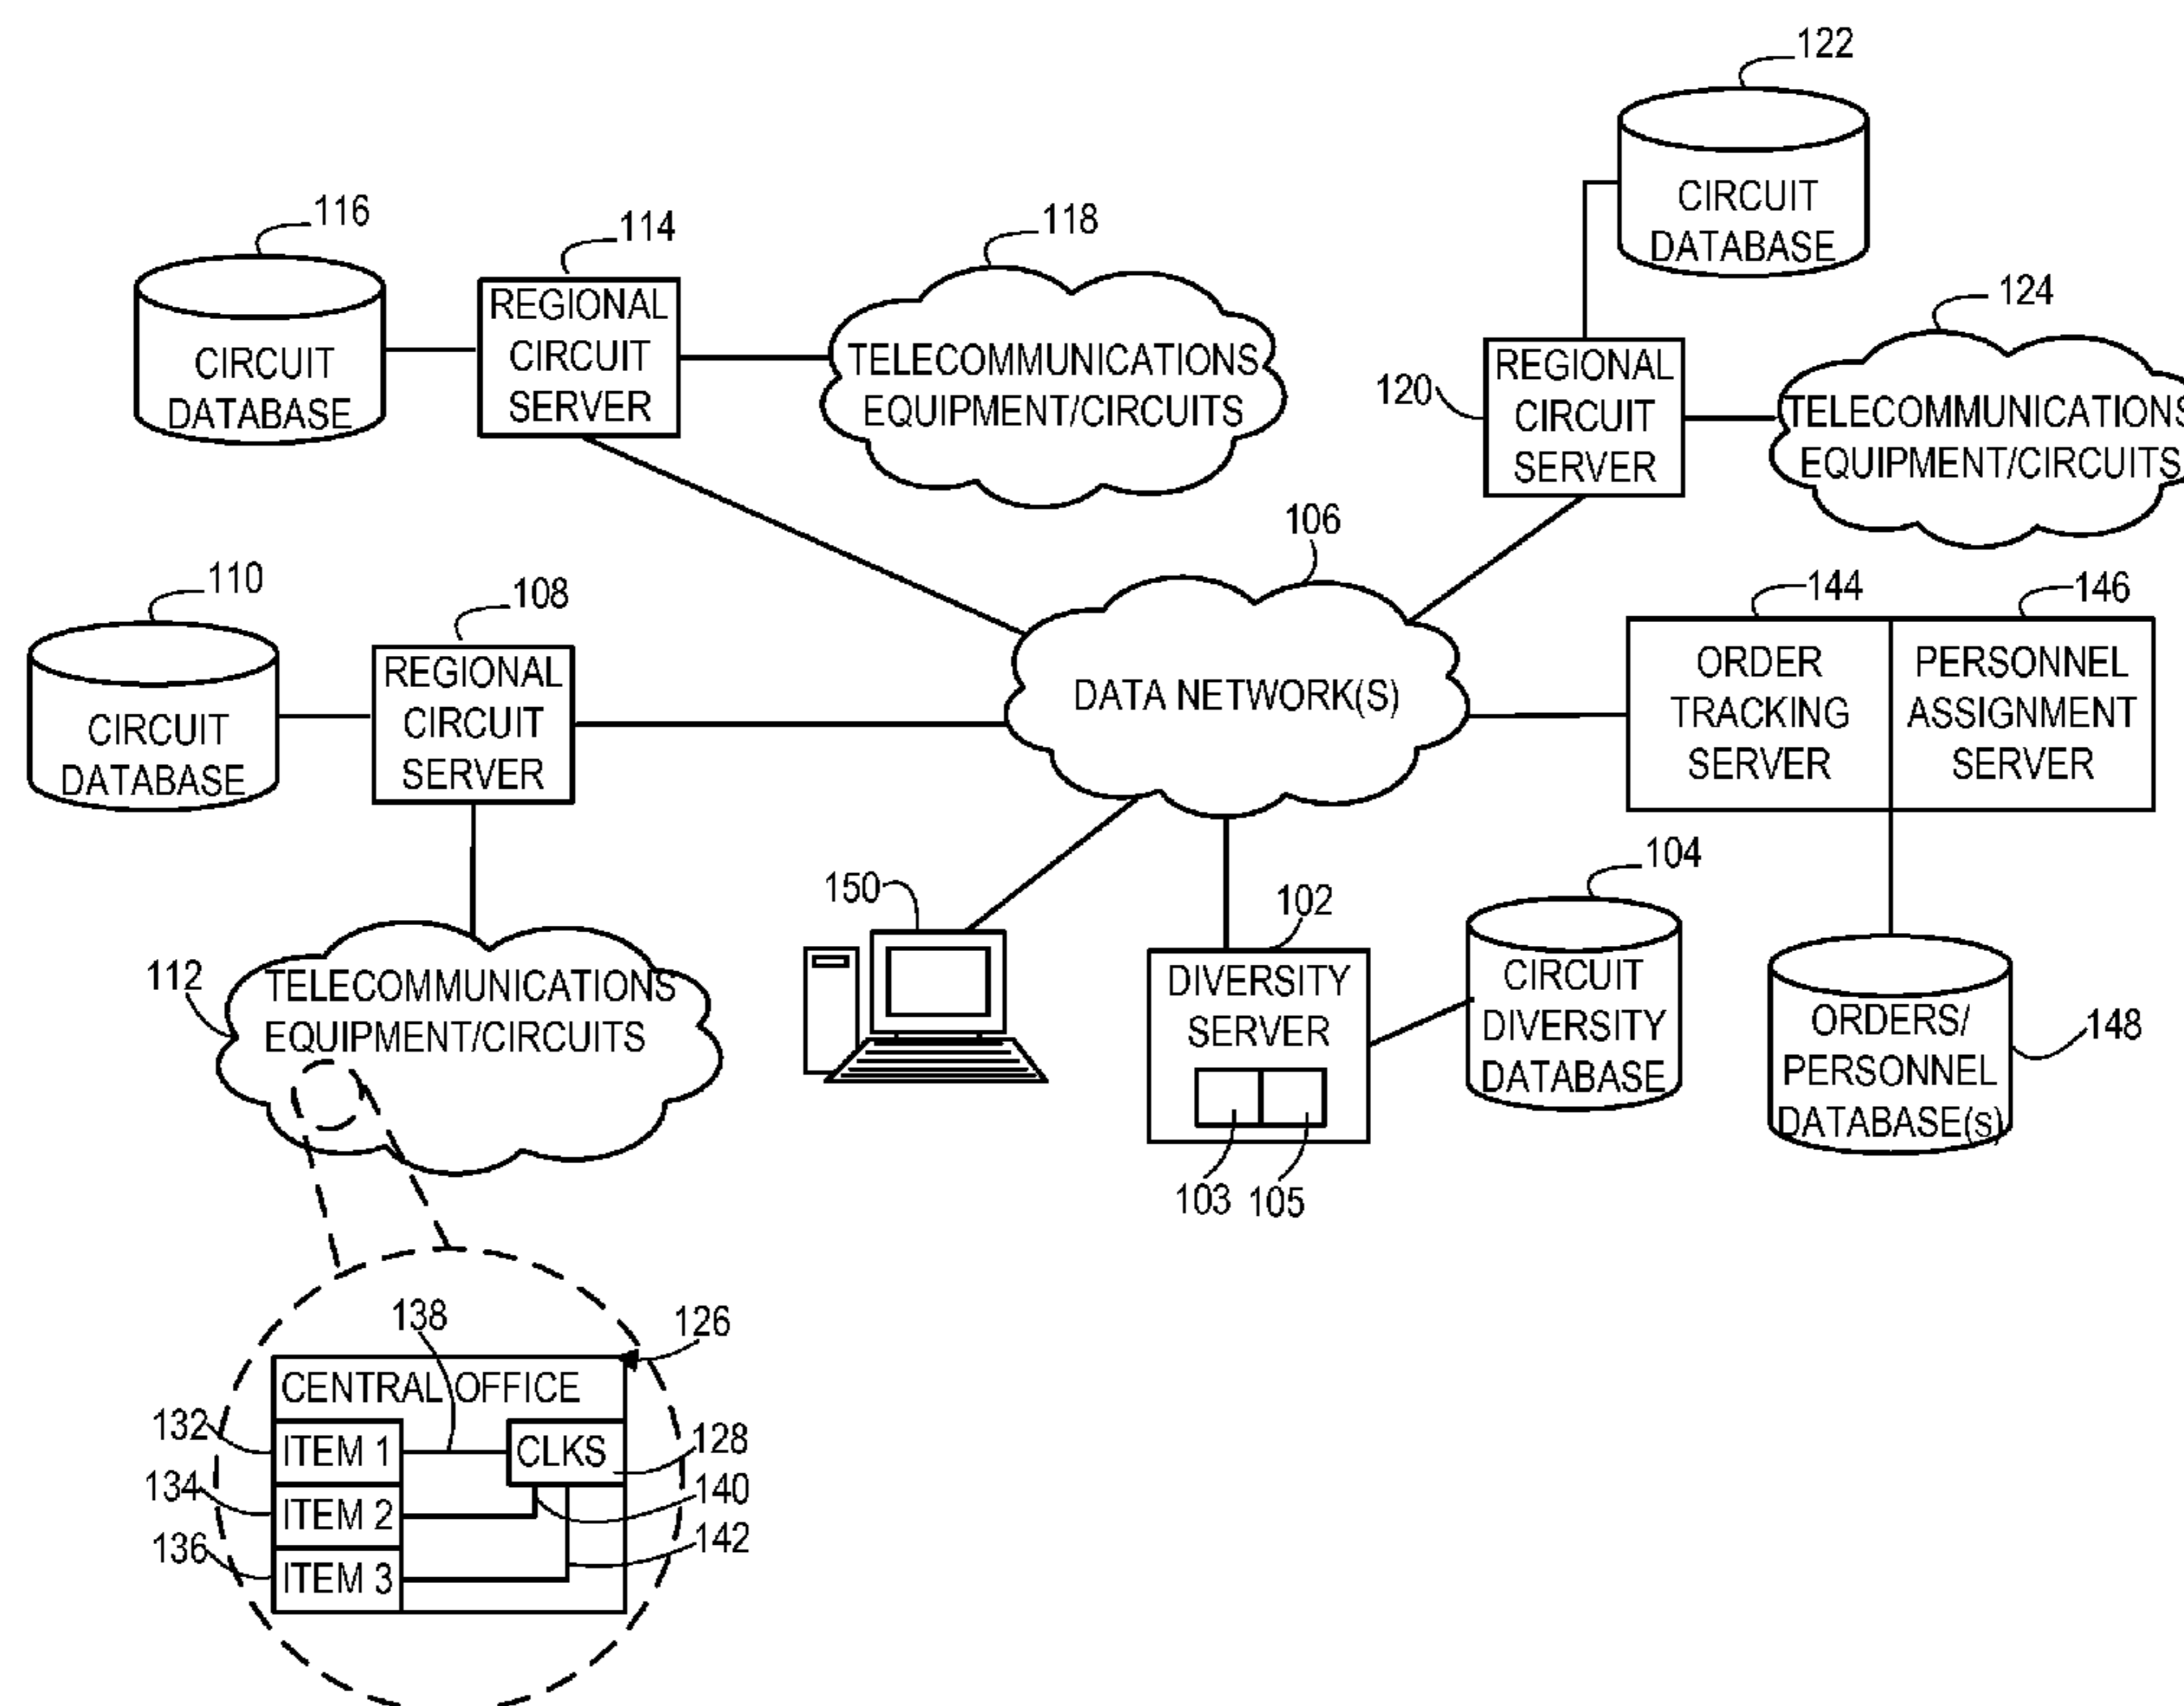 122
116
114
118
CIRCUIT
DATABASE
124
REGIONAL
CIRCUIT
SERVER
CIRCUIT
DATABASE
TELECOMMUNICATIONS
EQUIPMENT/CIRCUITS
120
REGIONAL
CIRCUIT
SERVER
TELECOMMUNICATIONS
EQUIPMENT/CIRCUITS
106
110
108
144
146
REGIONAL
CIRCUIT
SERVER
CIRCUIT
DATABASE
DATA NETWORK(S)
ORDER
TRACKING
SERVER
PERSONNEL
ASSIGNMENT
SERVER
104
150
102
112
TELECOMMUNICATIONS
EQUIPMENT/CIRCUITS
DIVERSITY
SERVER
CIRCUIT
DIVERSITY
DATABASE
ORDERS/
PERSONNEL
DATABASE(s)
148
103
105
138
126
CENTRAL OFFICE
132
ITEM 1
CLKS
128
134
ITEM 2
140
136
ITEM 3
142